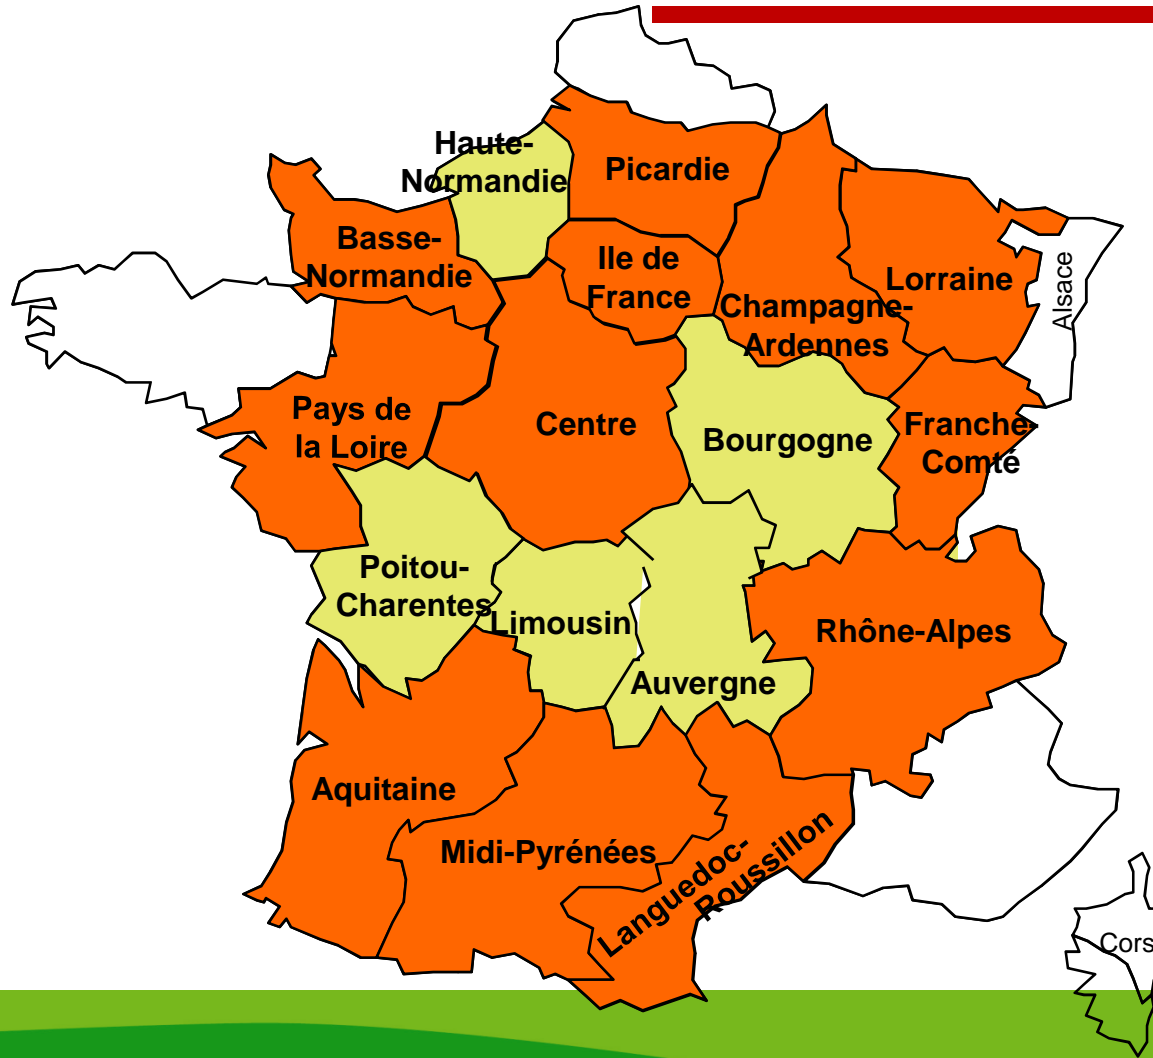 Haute-
Normandie
Picardie
Basse-
Normandie
Ile de
France
Champagne-
Ardennes
Lorraine
Alsace
Pays de
la Loire
Centre
Bourgogne
Franche-
Comté
Poitou-
Charentes
Limousin
Auvergne
Rhône-Alpes
Aquitaine
Midi-Pyrénées
Languedoc-
Roussillon
Cors